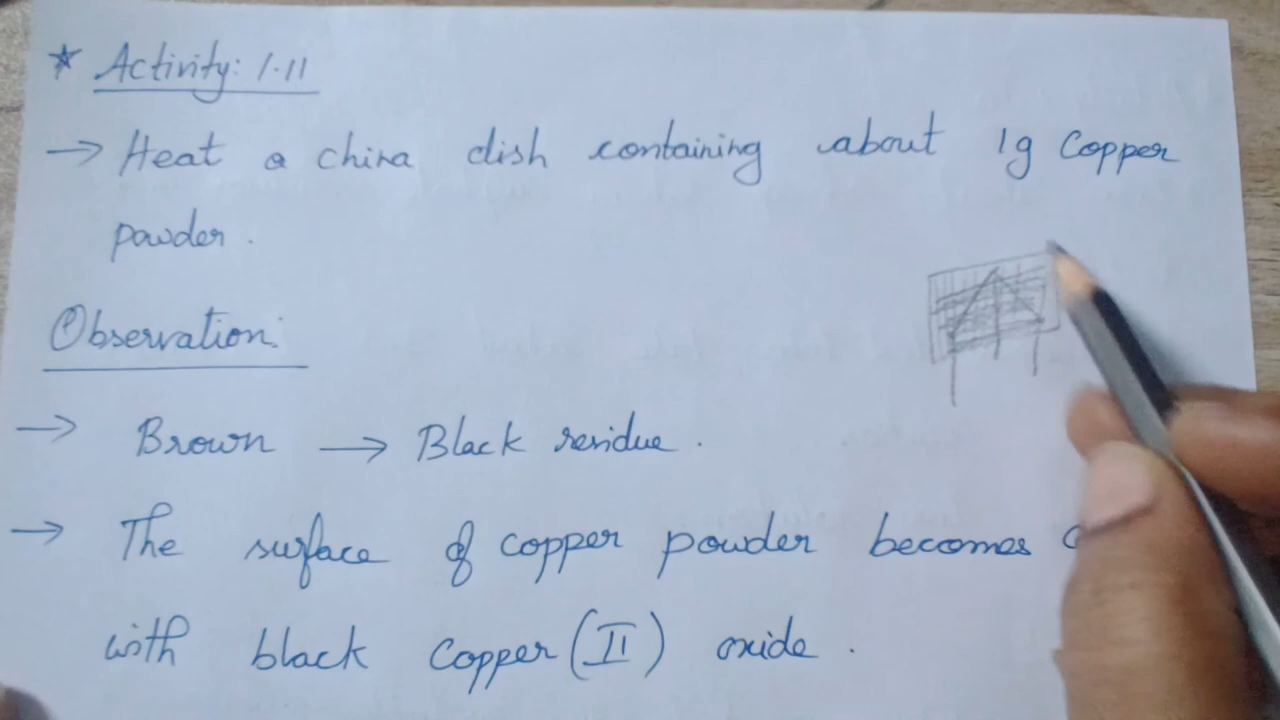 * Activity: 1.11
→ Heat a china dish containing about 1g Copper
powder.
Observation:
→ Brown → Black residue.
→ The surface of copper powder becomes
with black Copper (II) oxide.